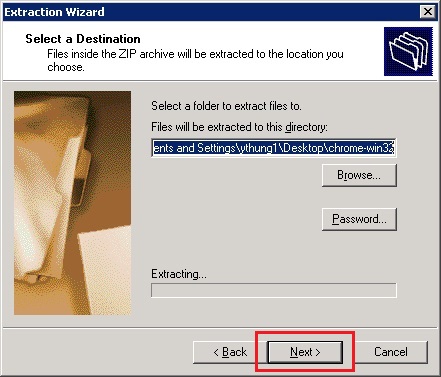 Extraction Wizard
Select a Destination
Files inside the ZIP archive will be extracted to the location you
choose.
Select a folder to extract files to.
Files will be extracted to this directory:
ents and Settings\ythung1\Desktop\chrome-win32
Browse...
Password...
Extracting...
< Back
Next >
Cancel